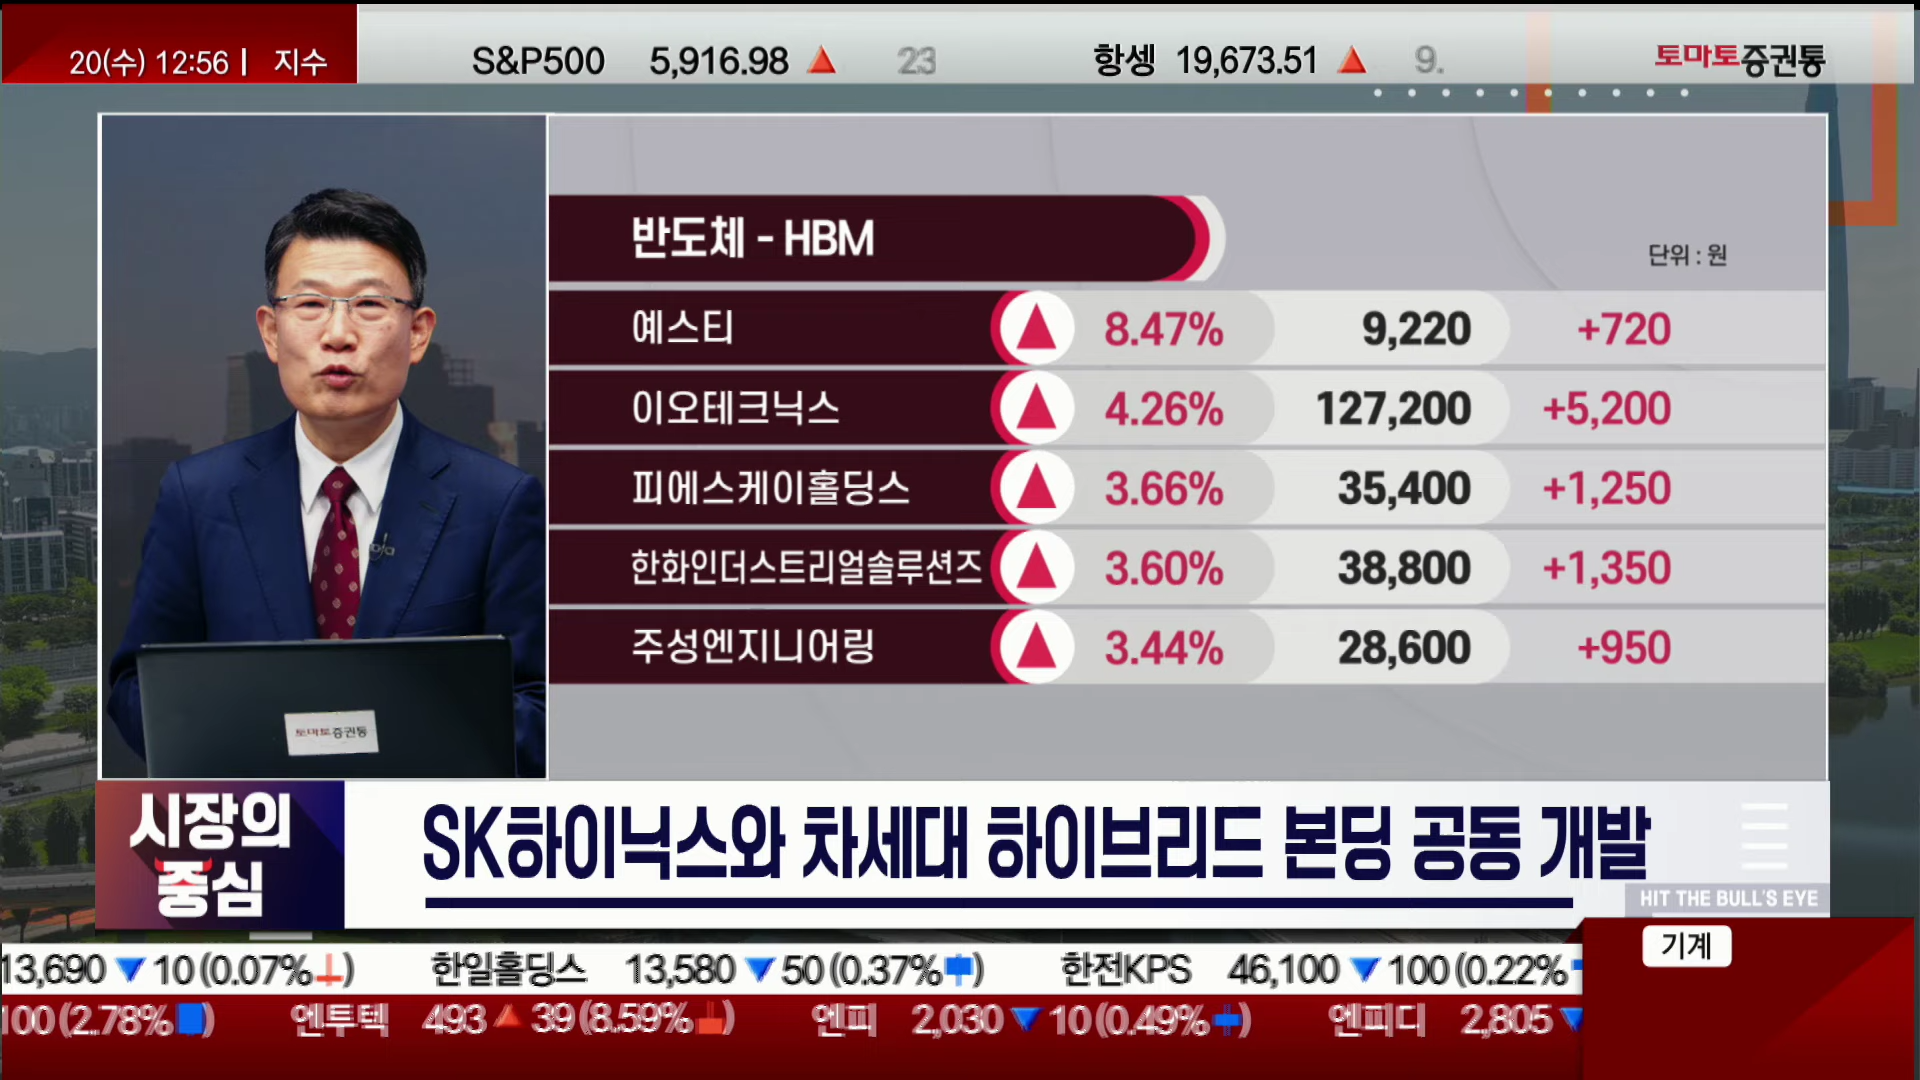 20(수) 12:56 지수 S&P500 5,916.98 ▲ 23 항셍 19,673.51 ▲ 9. 토마토증권통
반도체 - HBM
단위 : 원
예스티 ▲ 8.47% 9,220 +720
이오테크닉스 ▲ 4.26% 127,200 +5,200
피에스케이홀딩스 ▲ 3.66% 35,400 +1,250
한화인더스트리얼솔루션즈 ▲ 3.60% 38,800 +1,350
주성엔지니어링 ▲ 3.44% 28,600 +950
토마토증권통
시장의
중심
SK하이닉스와 차세대 하이브리드 본딩 공동 개발
HIT THE BULL'S EYE
기계
13,690 ▼ 10 (0.07% ) 한일홀딩스 13,580 ▼ 50 (0.37% ) 한전KPS 46,100 ▼ 100 (0.22%
100 (2.78% ) 엔투텍 493 ▲ 39 (8.59% ) 엔피 2,030 ▼ 10 (0.49% ) 엔피디 2,805 ▼